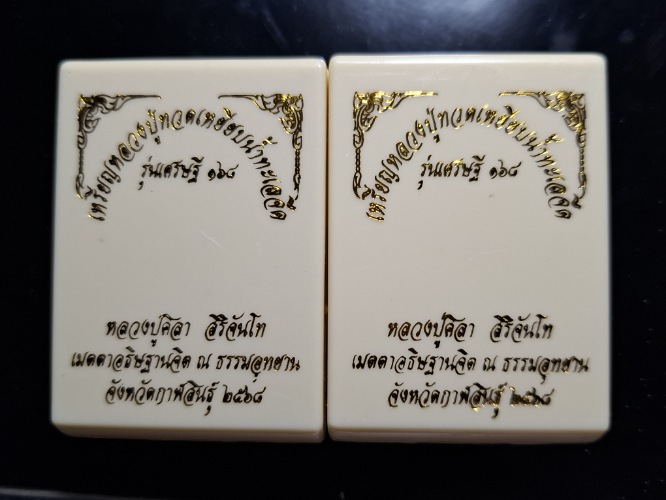 เหรียญหลวงปู่ทวดเหยียบน้ำทะเลจืด
รุ่นเศรษฐี ๑๖๘
หลวงปู่ศิลา สิริจันโท
เมตตาอธิษฐานจิต ณ ธรรมอุทยาน
จังหวัดกาฬสินธุ์ ๒๕๖๘
เหรียญหลวงปู่ทวดเหยียบน้ำทะเลจืด
รุ่นเศรษฐี ๑๖๘
หลวงปู่ศิลา สิริจันโท
เมตตาอธิษฐานจิต ณ ธรรมอุทยาน
จังหวัดกาฬสินธุ์ ๒๕๖๘